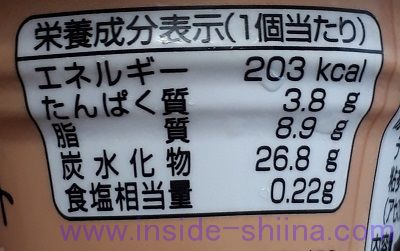 栄養成分表示(1個当たり)
エネルギー 203 kcal
たんぱく質 3.8 g
脂質 8.9 g
炭水化物 26.8 g
食塩相当量 0.22g
www.inside-shiina.com